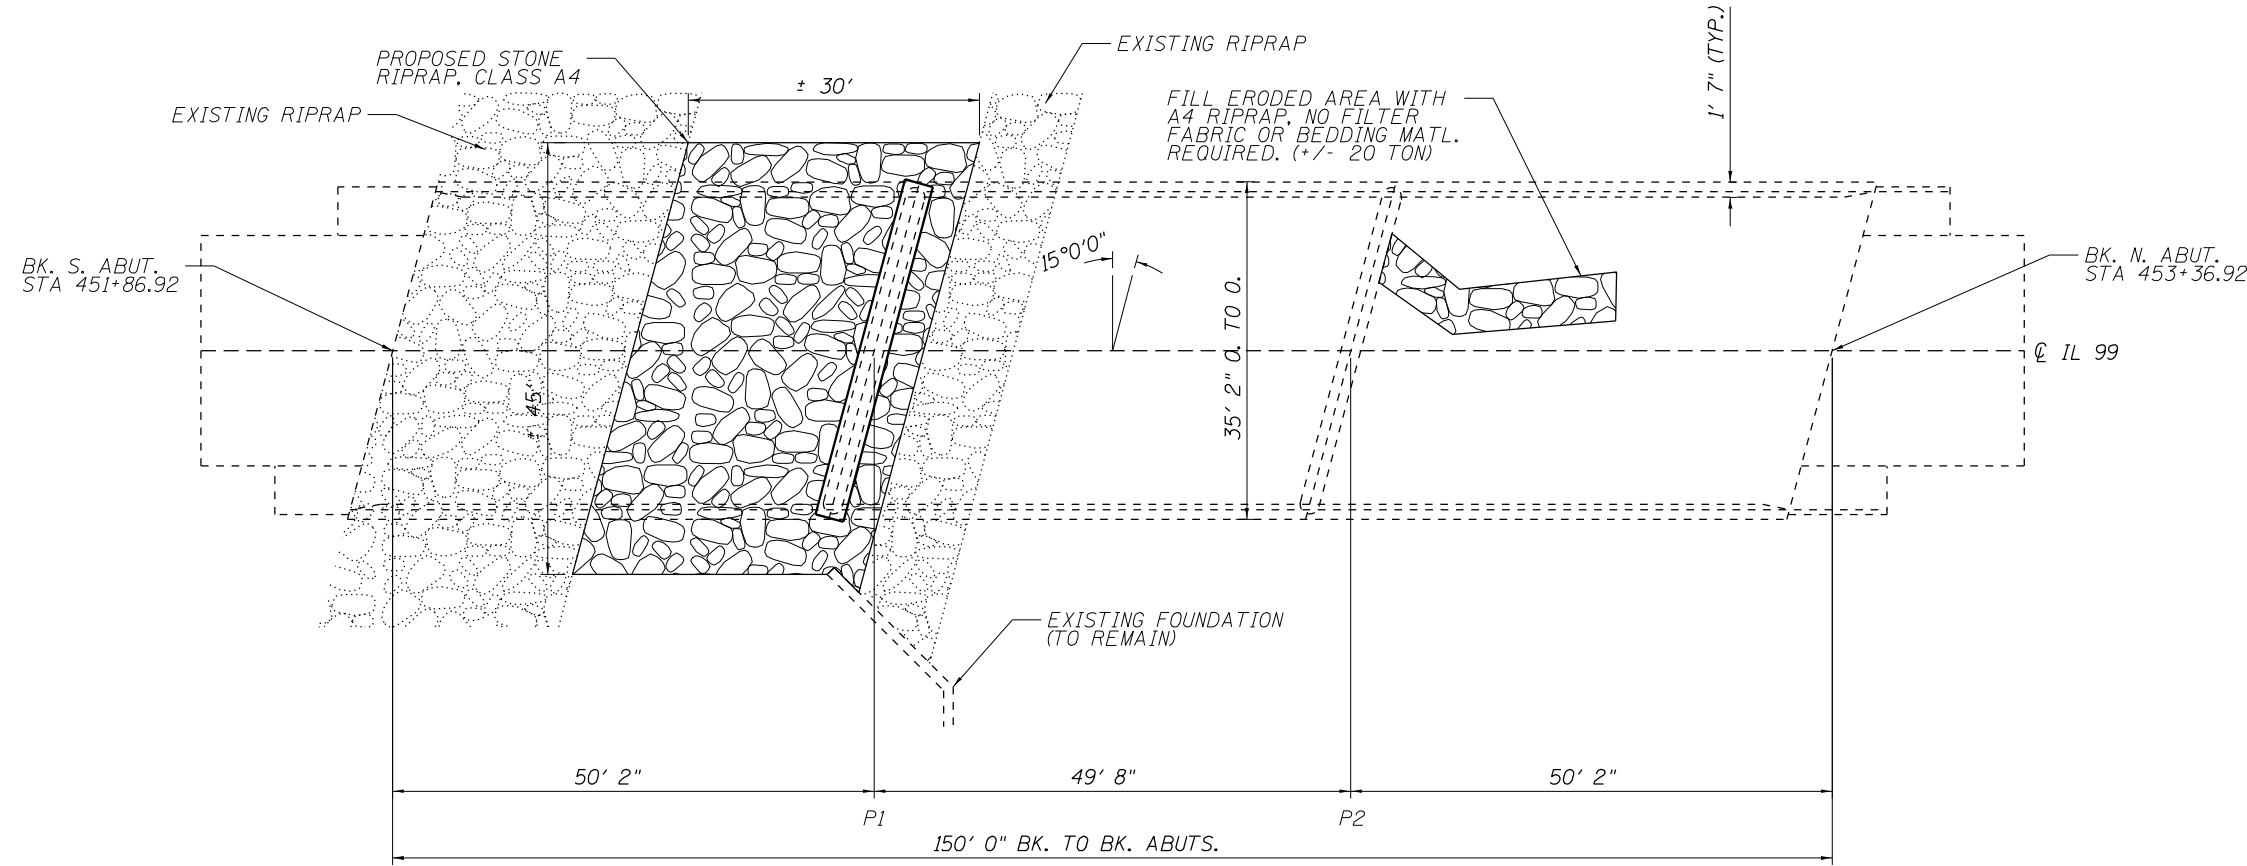 PROPOSED STONE
RIPRAP, CLASS A4
EXISTING RIPRAP
± 30'
EXISTING RIPRAP
FILL ERODED AREA WITH
A4 RIPRAP, NO FILTER
FABRIC OR BEDDING MATL.
REQUIRED. (+/- 20 TON)
1' 7" (TYP.)
BK. S. ABUT.
STA 451+86.92
± 45'
15°0'0"
35' 2" O. TO O.
BK. N. ABUT.
STA 453+36.92
℄ IL 99
EXISTING FOUNDATION
(TO REMAIN)
50' 2"
49' 8"
50' 2"
P1
P2
150' 0" BK. TO BK. ABUTS.